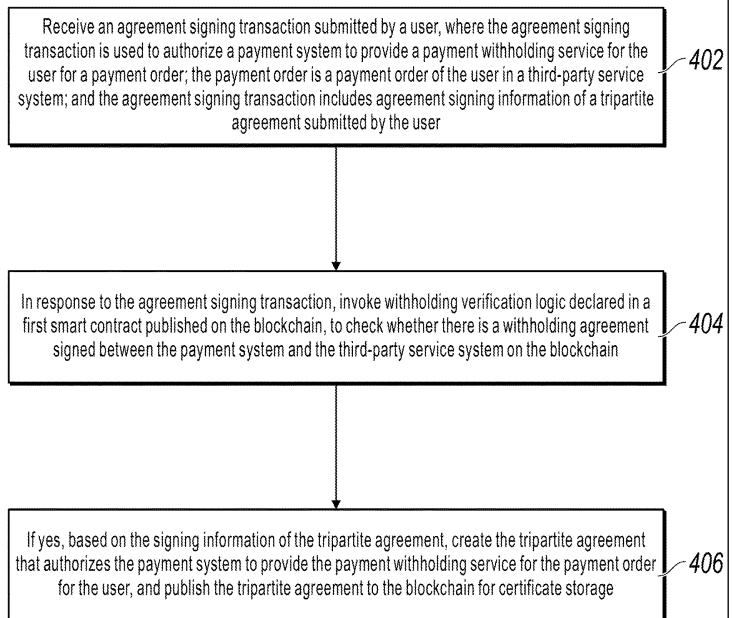 Receive an agreement signing transaction submitted by a user, where the agreement signing
transaction is used to authorize a payment system to provide a payment withholding service for the
user for a payment order; the payment order is a payment order of the user in a third-party service
system; and the agreement signing transaction includes agreement signing information of a tripartite
agreement submitted by the user
402
In response to the agreement signing transaction, invoke withholding verification logic declared in a
first smart contract published on the blockchain, to check whether there is a withholding agreement
signed between the payment system and the third-party service system on the blockchain
404
If yes, based on the signing information of the tripartite agreement, create the tripartite agreement
that authorizes the payment system to provide the payment withholding service for the payment order
for the user, and publish the tripartite agreement to the blockchain for certificate storage
406